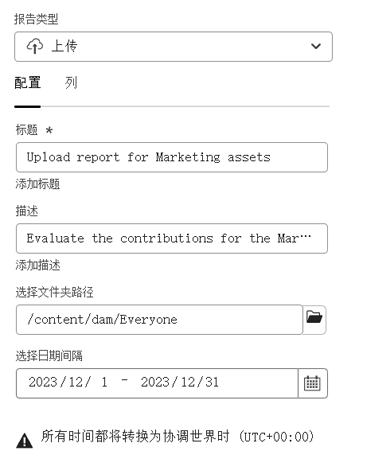 报告类型
上传
配置 列
标题 *
Upload report for Marketing assets
添加标题
描述
Evaluate the contributions for the Mar···
添加描述
选择文件夹路径
/content/dam/Everyone
选择日期间隔
2023/12/ 1 - 2023/12/31
所有时间都将转换为协调世界时 (UTC+00:00)